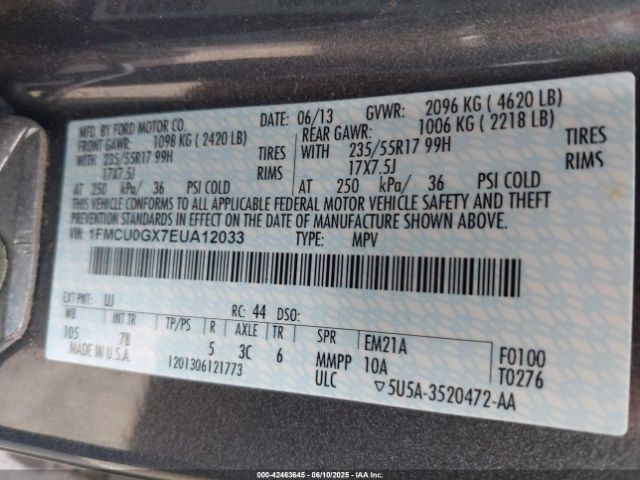 MFD. BY FORD MOTOR CO. DATE: 06/13 GVWR: 2096 KG ( 4620 LB)
FRONT GAWR: 1098 KG ( 2420 LB) REAR GAWR: 1006 KG ( 2218 LB)
WITH 235/55R17 99H TIRES WITH 235/55R17 99H TIRES
17X7.5J RIMS 17X7.5J RIMS
AT 250 kPa/ 36 PSI COLD AT 250 kPa/ 36 PSI COLD
THIS VEHICLE CONFORMS TO ALL APPLICABLE FEDERAL MOTOR VEHICLE SAFETY AND THEFT
PREVENTION STANDARDS IN EFFECT ON THE DATE OF MANUFACTURE SHOWN ABOVE.
VIN: 1FMCU0GX7EUA12033 TYPE: MPV
EXT PNT: UJ RC: 44 DSO:
WB INT TR TP/PS R AXLE TR SPR EM21A F0100
105 7B 5 3C 6 MMPP 10A T0276
MADE IN U.S.A. 1201306121773 ULC 5U5A-3520472-AA
000-42463645 - 06/10/2025 - IAAI.COM